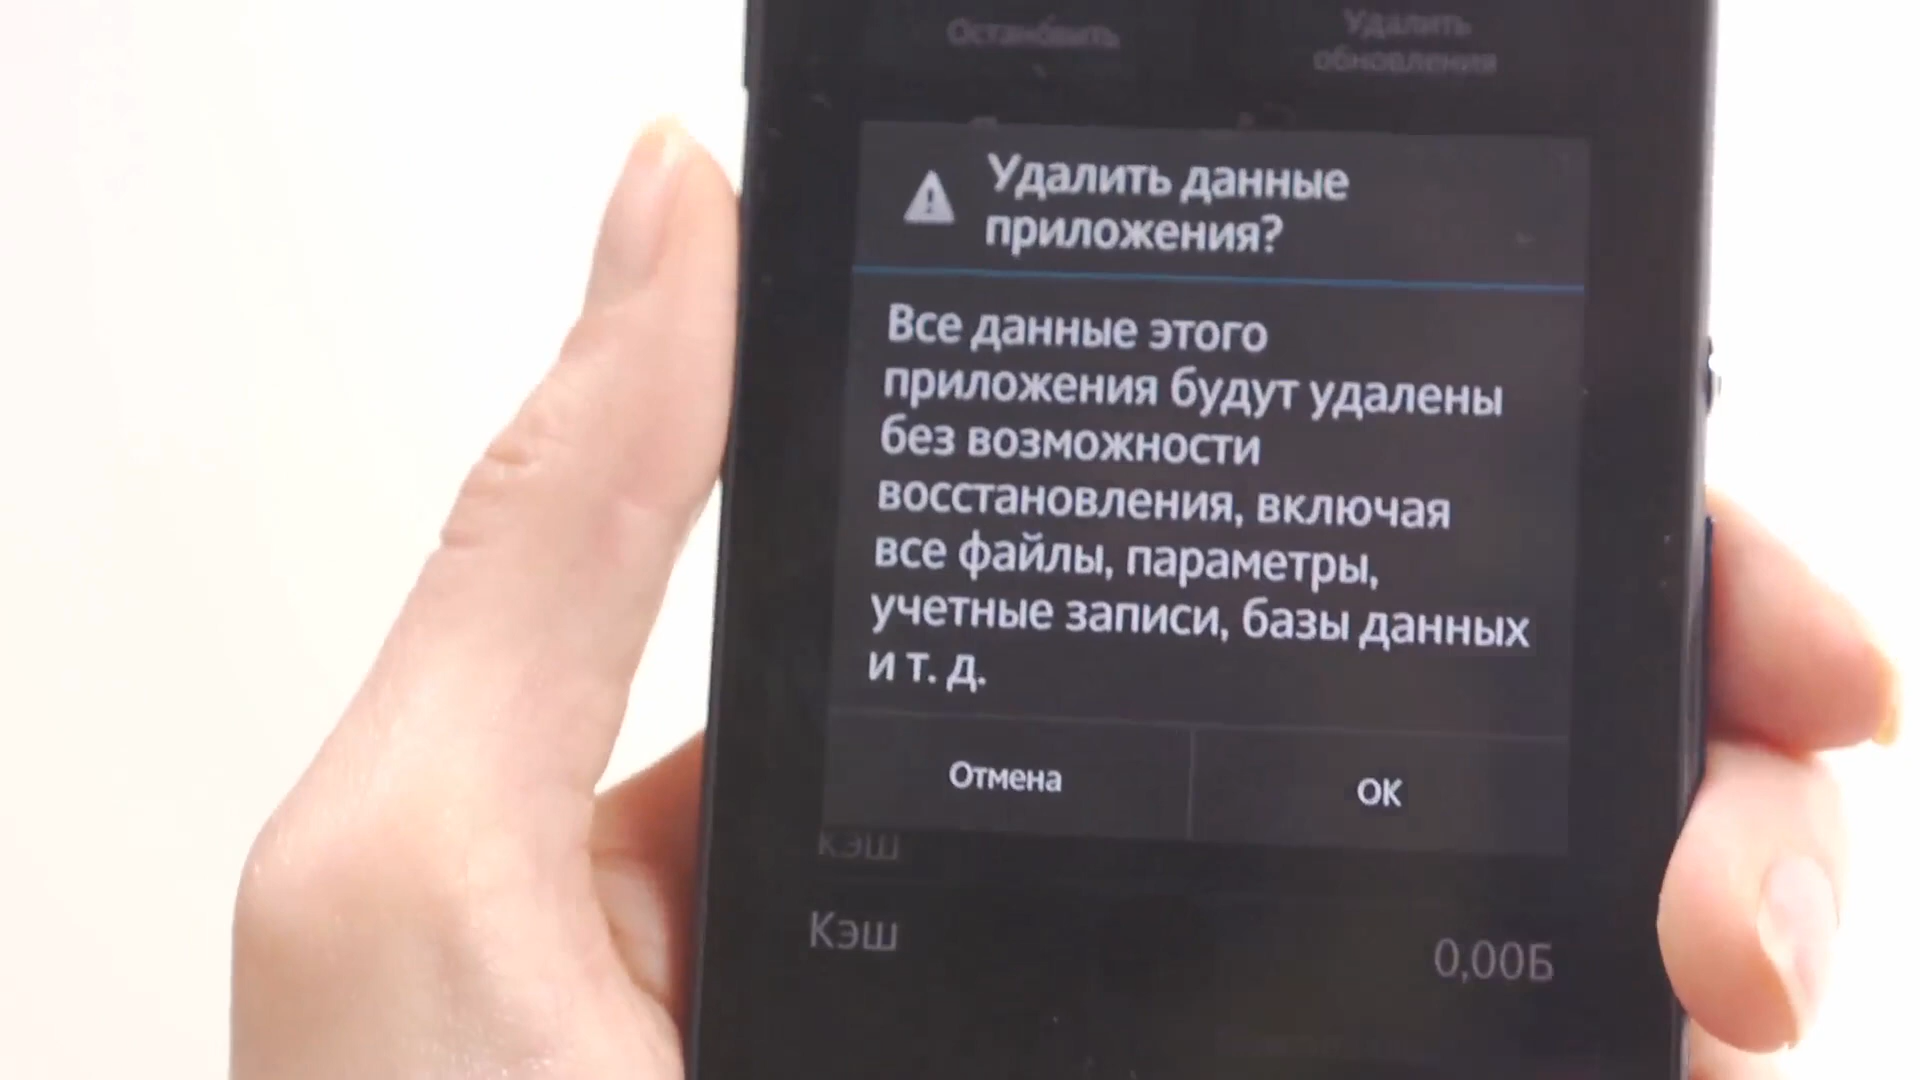 Остановить
Удалить
обновления
Удалить данные
приложения?
Все данные этого
приложения будут удалены
без возможности
восстановления, включая
все файлы, параметры,
учетные записи, базы данных
и т. д.
Отмена
ОК
кэш
Кэш
0,00Б